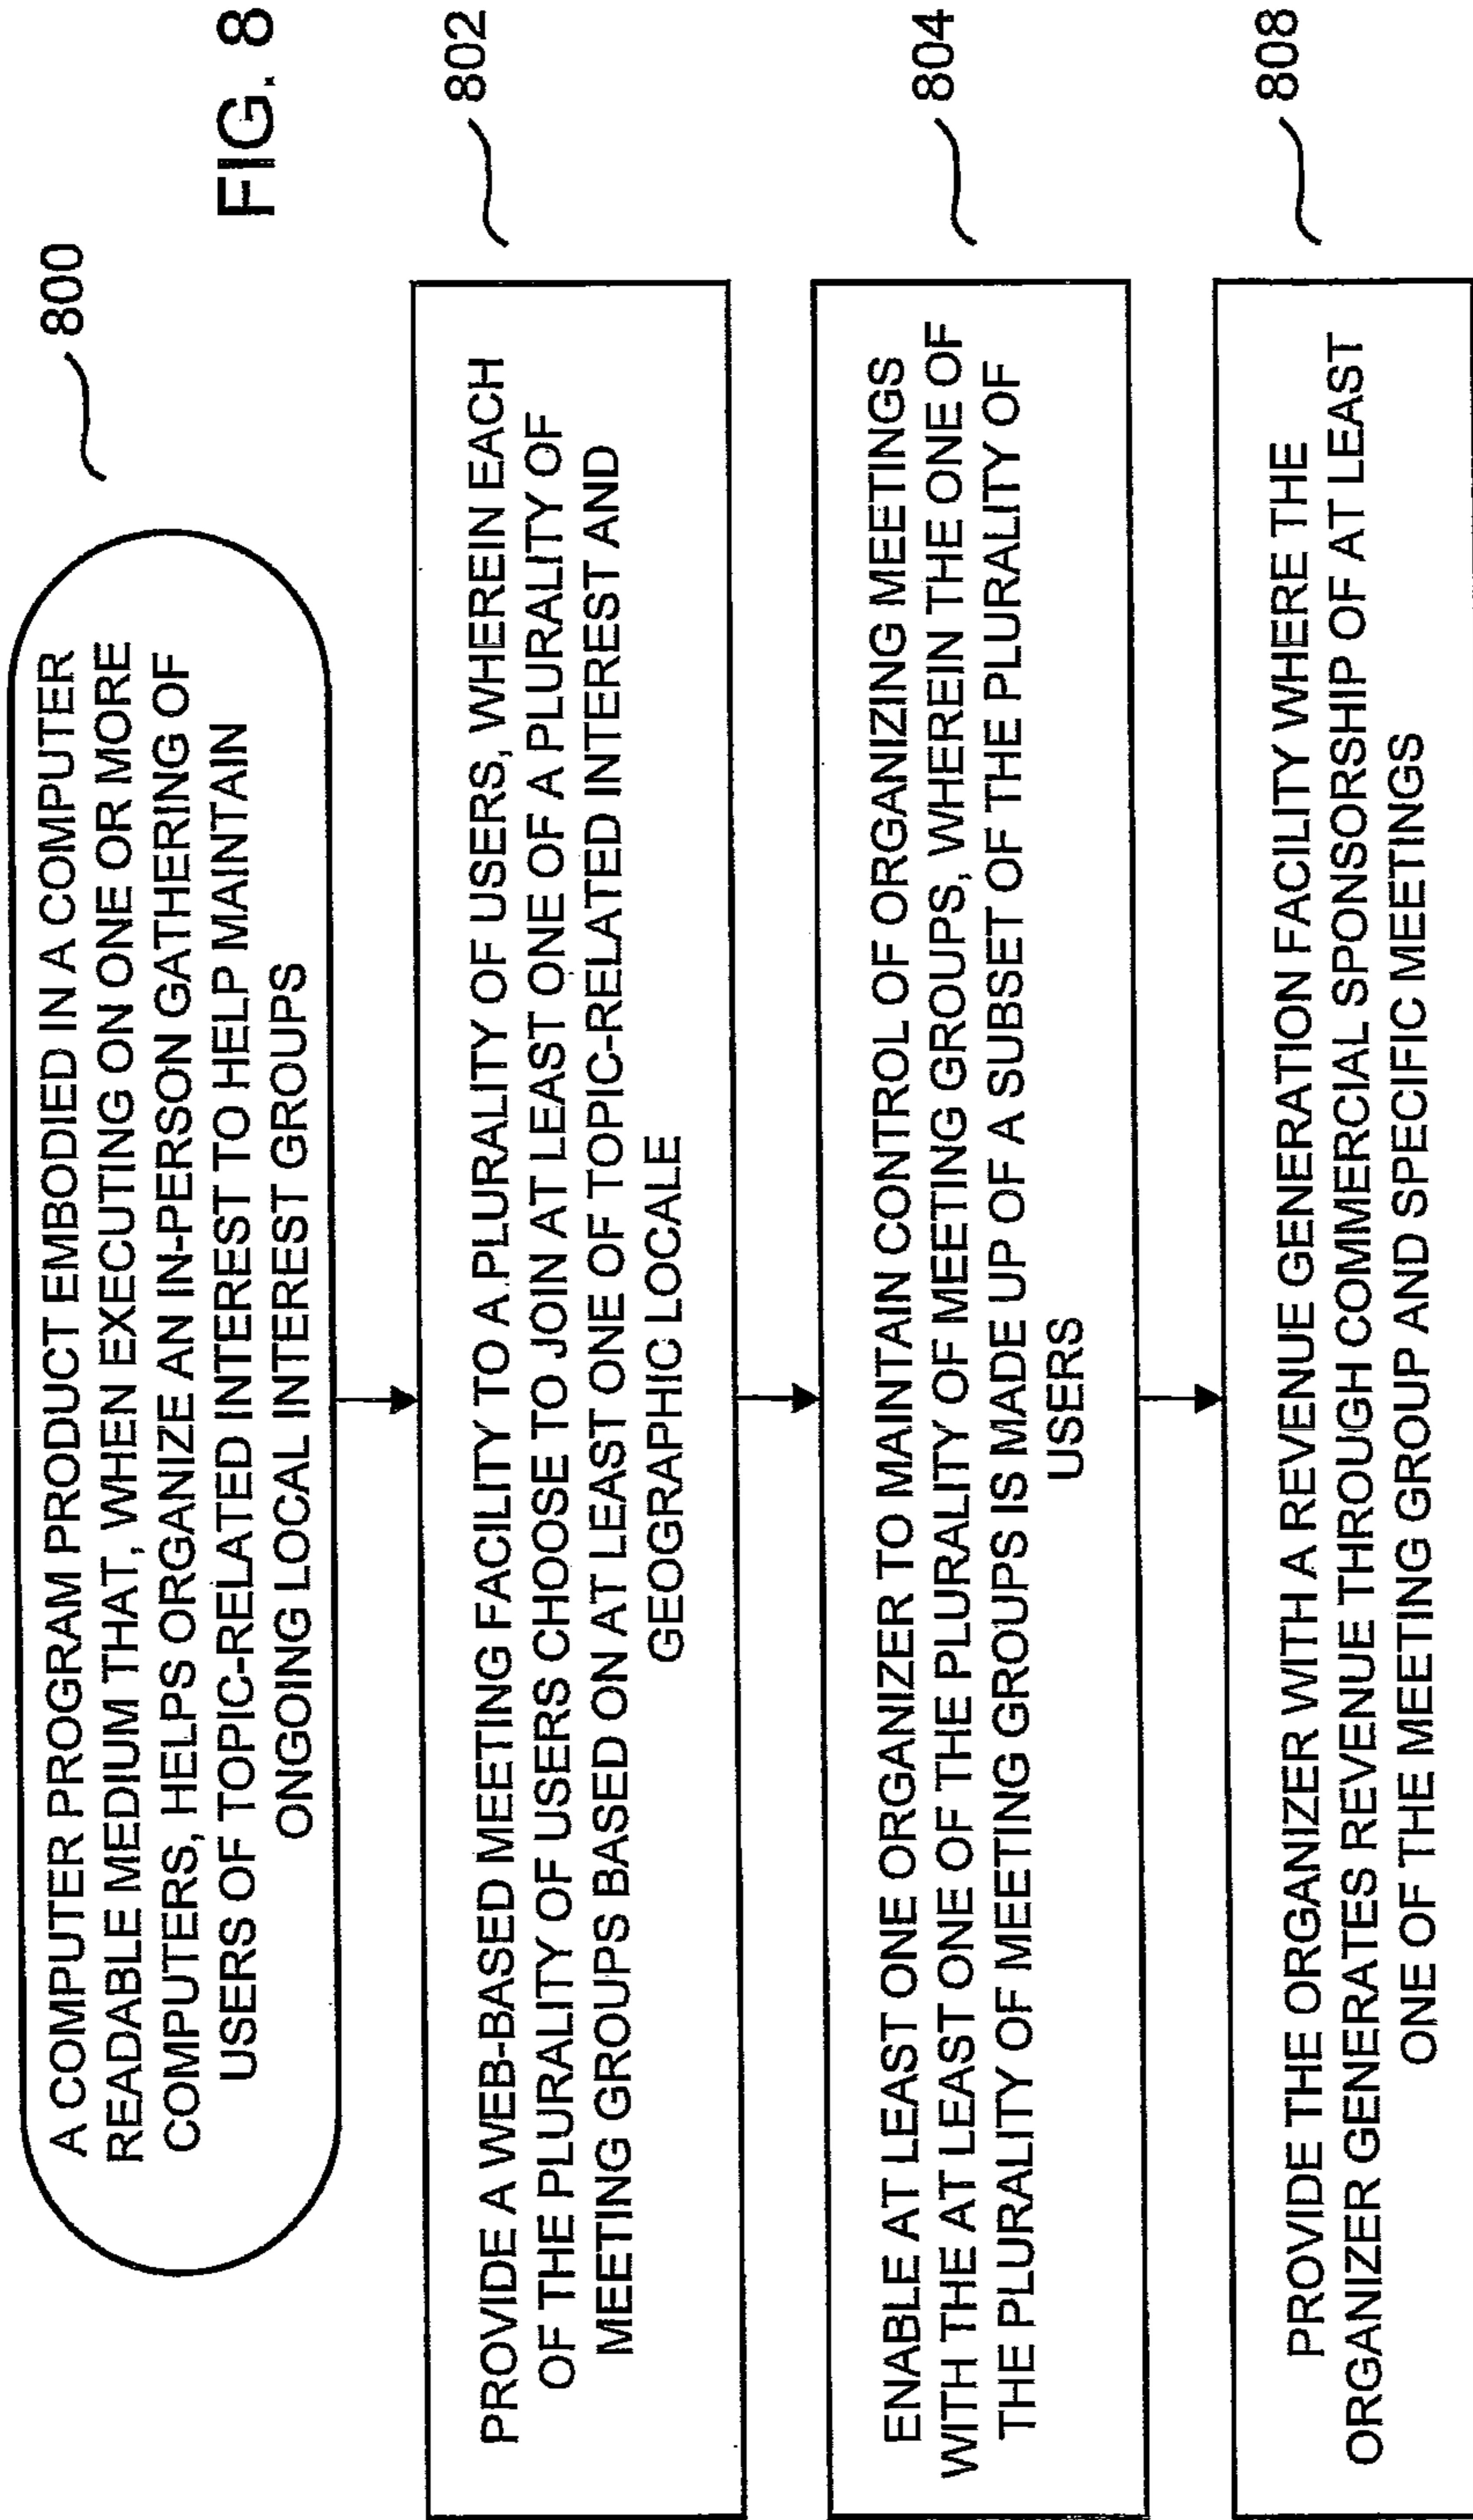 FIG. 8
800
A COMPUTER PROGRAM PRODUCT EMBODIED IN A COMPUTER
READABLE MEDIUM THAT, WHEN EXECUTING ON ONE OR MORE
COMPUTERS, HELPS ORGANIZE AN IN-PERSON GATHERING OF
USERS OF TOPIC-RELATED INTEREST TO HELP MAINTAIN
ONGOING LOCAL INTEREST GROUPS
802
PROVIDE A WEB-BASED MEETING FACILITY TO A PLURALITY OF USERS, WHEREIN EACH
OF THE PLURALITY OF USERS CHOOSE TO JOIN AT LEAST ONE OF A PLURALITY OF
MEETING GROUPS BASED ON AT LEAST ONE OF TOPIC-RELATED INTEREST AND
GEOGRAPHIC LOCALE
804
ENABLE AT LEAST ONE ORGANIZER TO MAINTAIN CONTROL OF ORGANIZING MEETINGS
WITH THE AT LEAST ONE OF THE PLURALITY OF MEETING GROUPS, WHEREIN THE ONE OF
THE PLURALITY OF MEETING GROUPS IS MADE UP OF A SUBSET OF THE PLURALITY OF
USERS
808
PROVIDE THE ORGANIZER WITH A REVENUE GENERATION FACILITY WHERE THE
ORGANIZER GENERATES REVENUE THROUGH COMMERCIAL SPONSORSHIP OF AT LEAST
ONE OF THE MEETING GROUP AND SPECIFIC MEETINGS